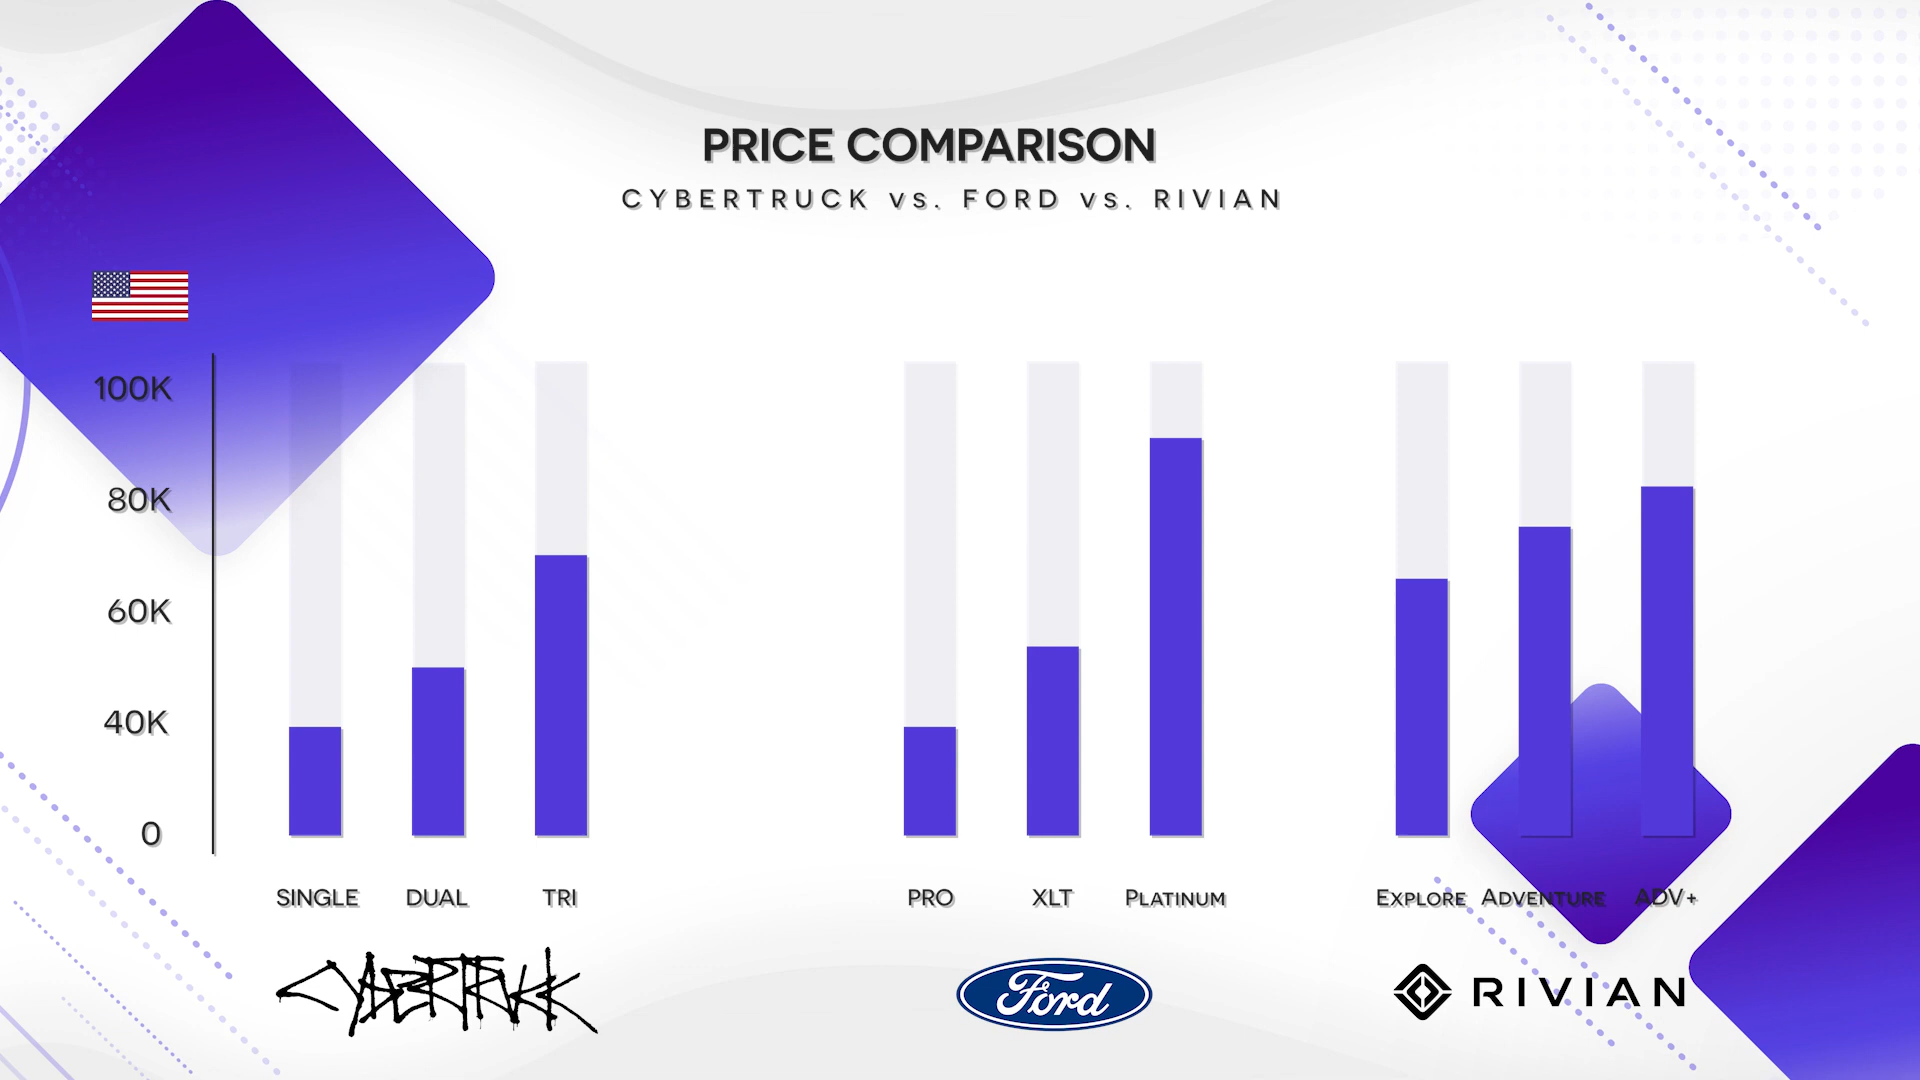 PRICE COMPARISON
CYBERTRUCK vs. FORD vs. RIVIAN
100K
80K
60K
40K
0
SINGLE DUAL TRI PRO XLT PLATINUM EXPLORE ADVENTURE ADV+
CYBERTRUCK Ford RIVIAN